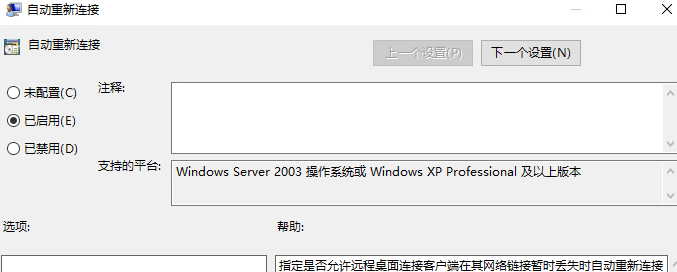 自动重新连接
自动重新连接
上一个设置(P)
下一个设置(N)
未配置(C)
注释:
已启用(E)
已禁用(D)
支持的平台:
Windows Server 2003 操作系统或 Windows XP Professional 及以上版本
选项:
帮助:
指定是否允许远程桌面连接客户端在其网络链接暂时丢失时自动重新连接